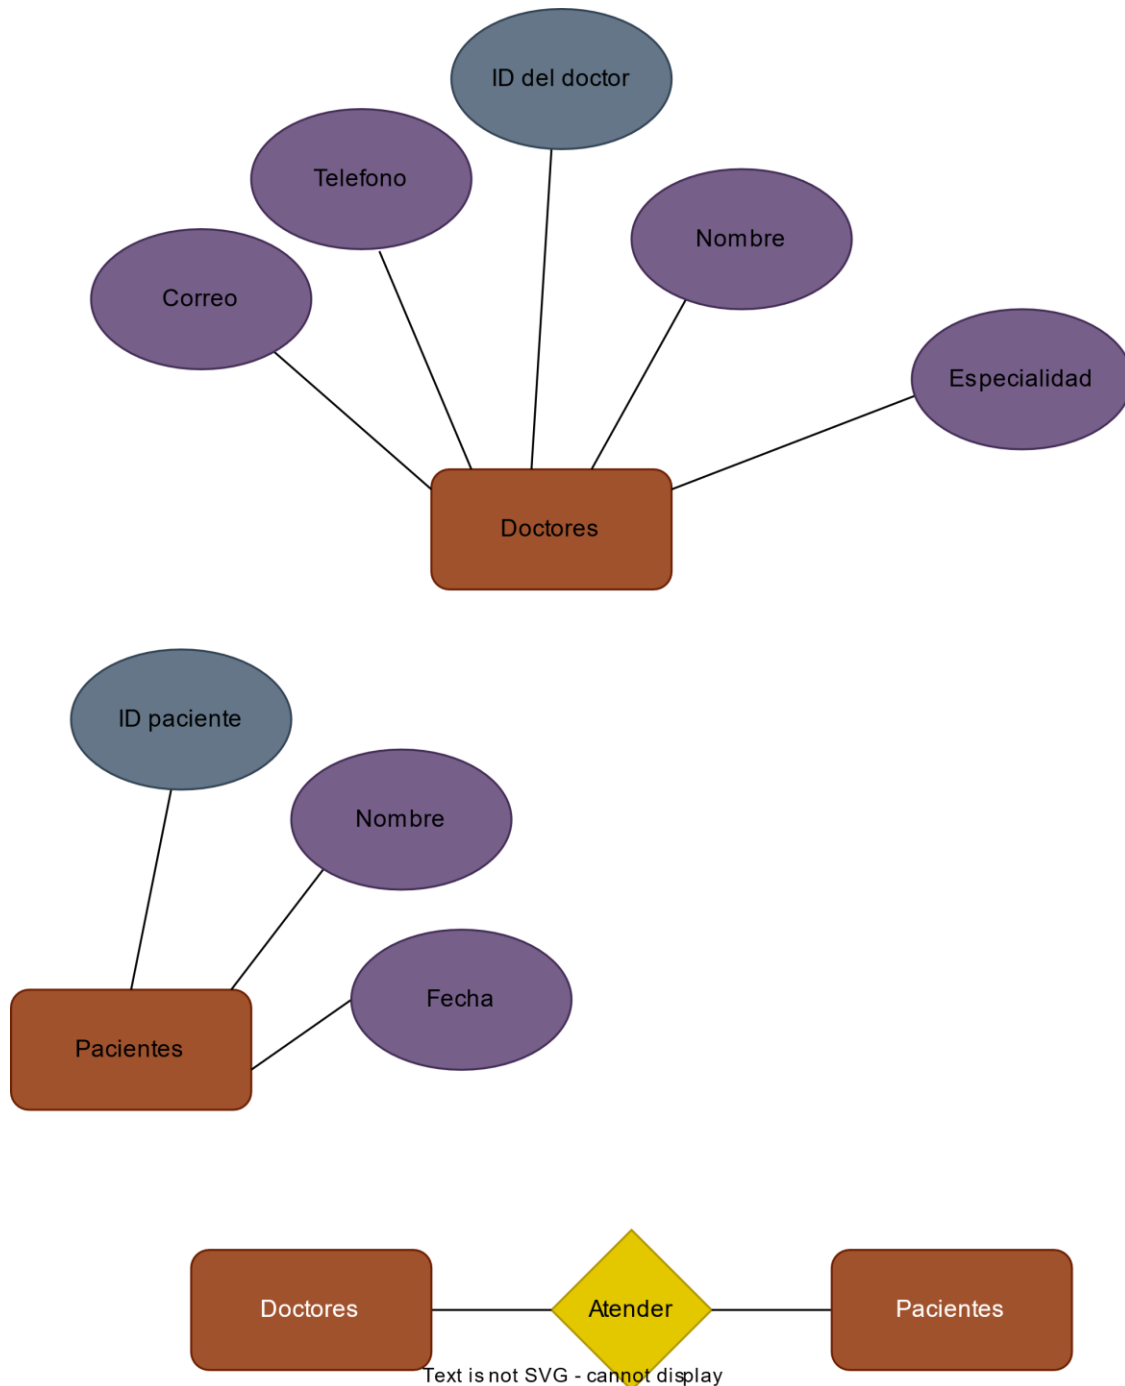 ID del doctor
Telefono
Nombre
Correo
Especialidad
Doctores
ID paciente
Nombre
Fecha
Pacientes
Doctores
Atender
Pacientes
Text is not SVG - cannot display